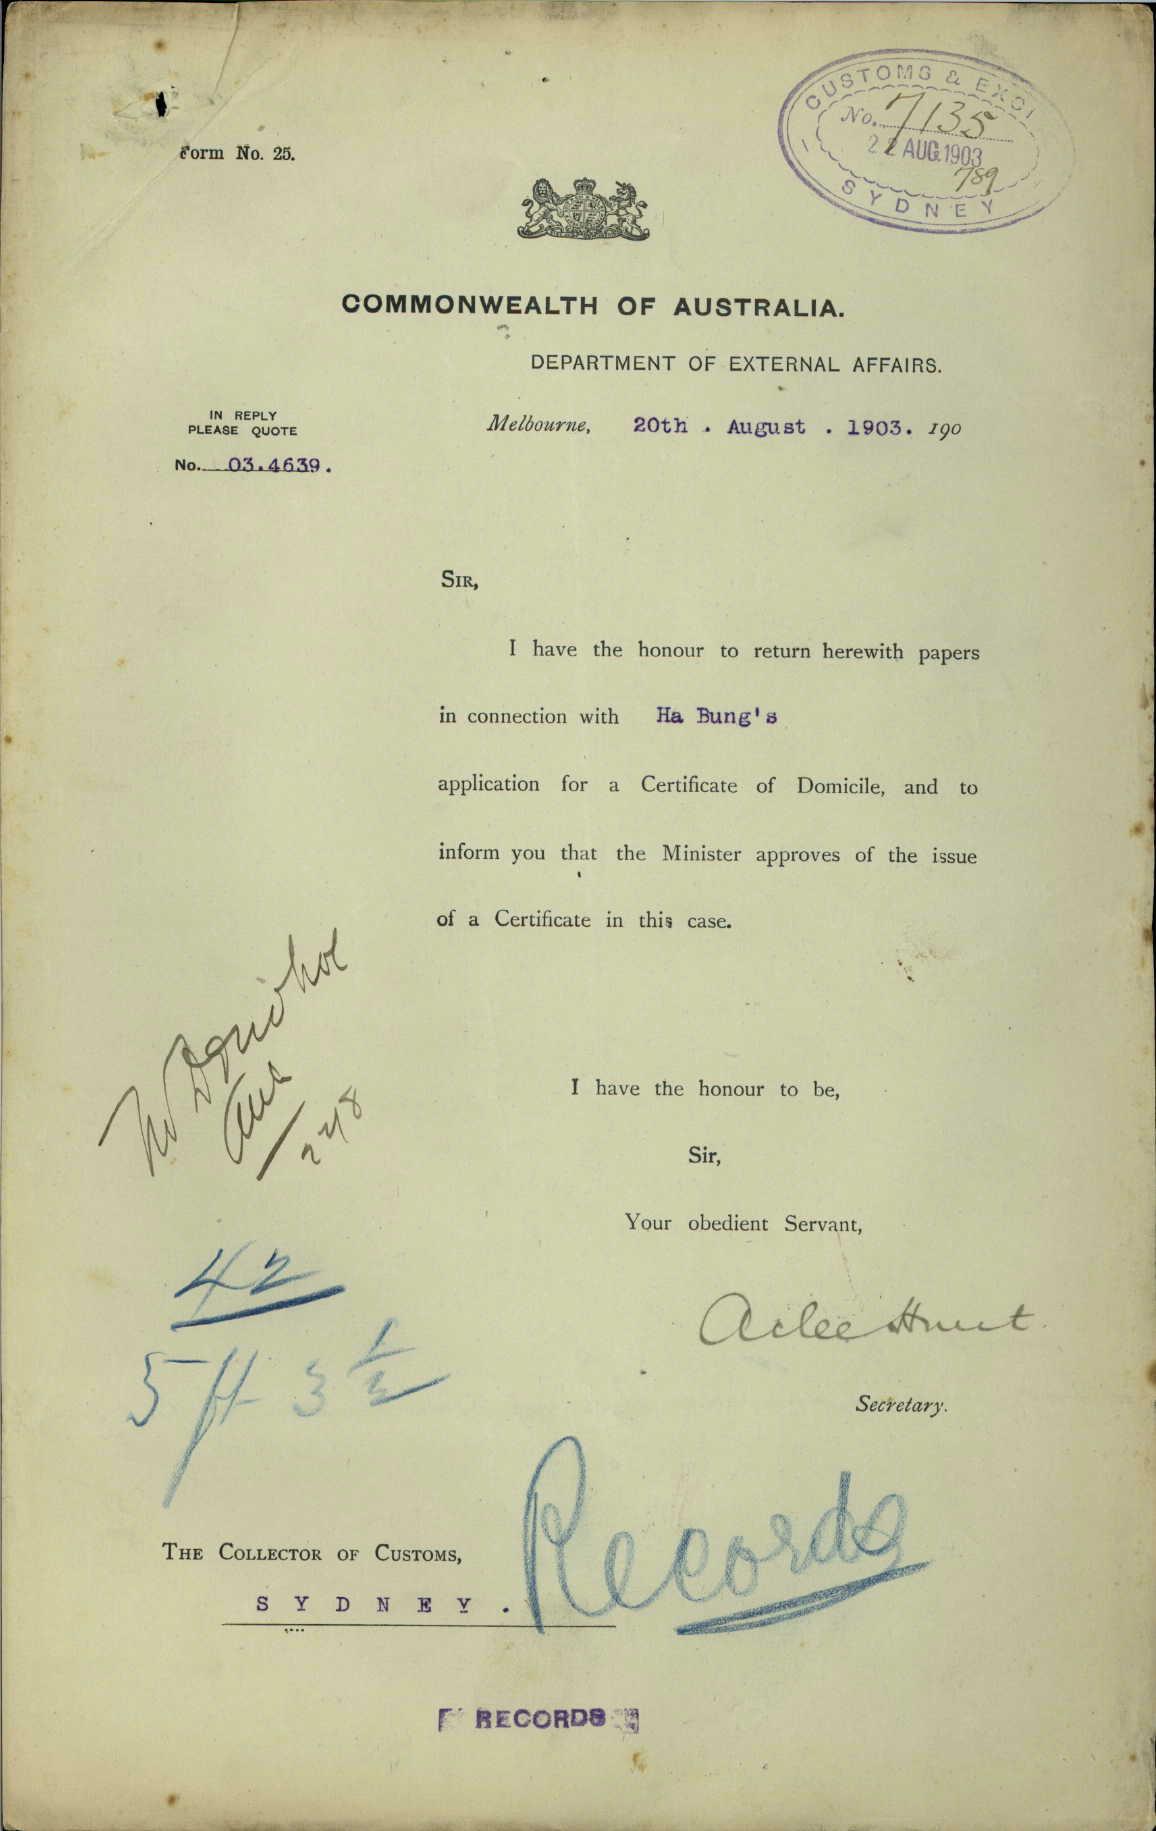 Form No. 25.
CUSTOMS & EXCI
No. 7135
22 AUG 1903
789
SYDNEY
COMMONWEALTH OF AUSTRALIA.
DEPARTMENT OF EXTERNAL AFFAIRS.
IN REPLY
PLEASE QUOTE
No. 03.4639.
Melbourne, 20th . August . 1903. 190
SIR,
I have the honour to return herewith papers
in connection with Ha Bung's
application for a Certificate of Domicile, and to
inform you that the Minister approves of the issue
of a Certificate in this case.
Mr Donohoe
I have the honour to be,
Sir,
Your obedient Servant,
Atlee Hunt
Secretary.
42
5 ft 3 1/2
THE COLLECTOR OF CUSTOMS,
SYDNEY.
Records
RECORDS